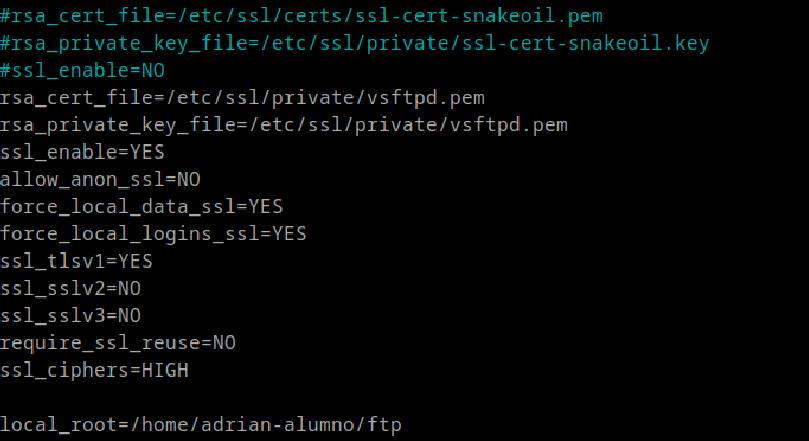 #rsa_cert_file=/etc/ssl/certs/ssl-cert-snakeoil.pem
#rsa_private_key_file=/etc/ssl/private/ssl-cert-snakeoil.key
#ssl_enable=NO
rsa_cert_file=/etc/ssl/private/vsftpd.pem
rsa_private_key_file=/etc/ssl/private/vsftpd.pem
ssl_enable=YES
allow_anon_ssl=NO
force_local_data_ssl=YES
force_local_logins_ssl=YES
ssl_tlsv1=YES
ssl_sslv2=NO
ssl_sslv3=NO
require_ssl_reuse=NO
ssl_ciphers=HIGH
local_root=/home/adrian-alumno/ftp